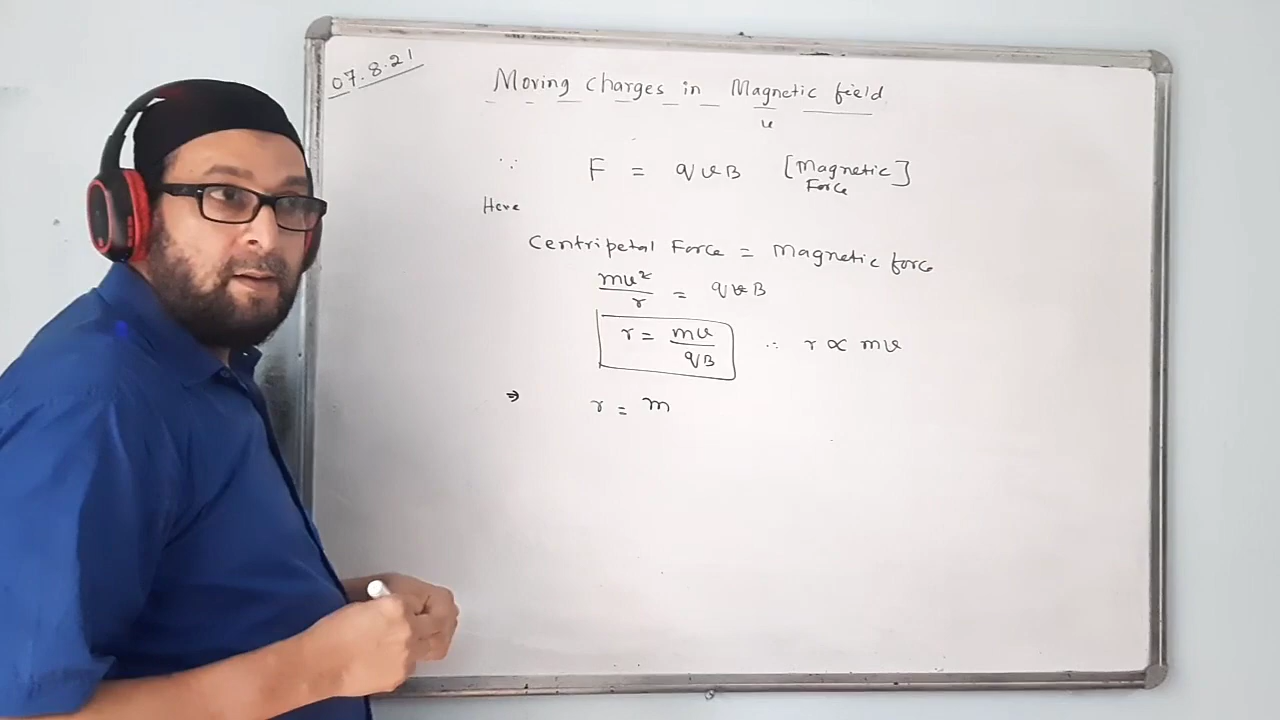 07.8.21
Moving charges in Magnetic field
∵ F = qvB [Magnetic Force]
Here
Centripetal Force = Magnetic force
mv²/r = qvB
r = mv/qB ∴ r ∝ mv
⇒ r = m